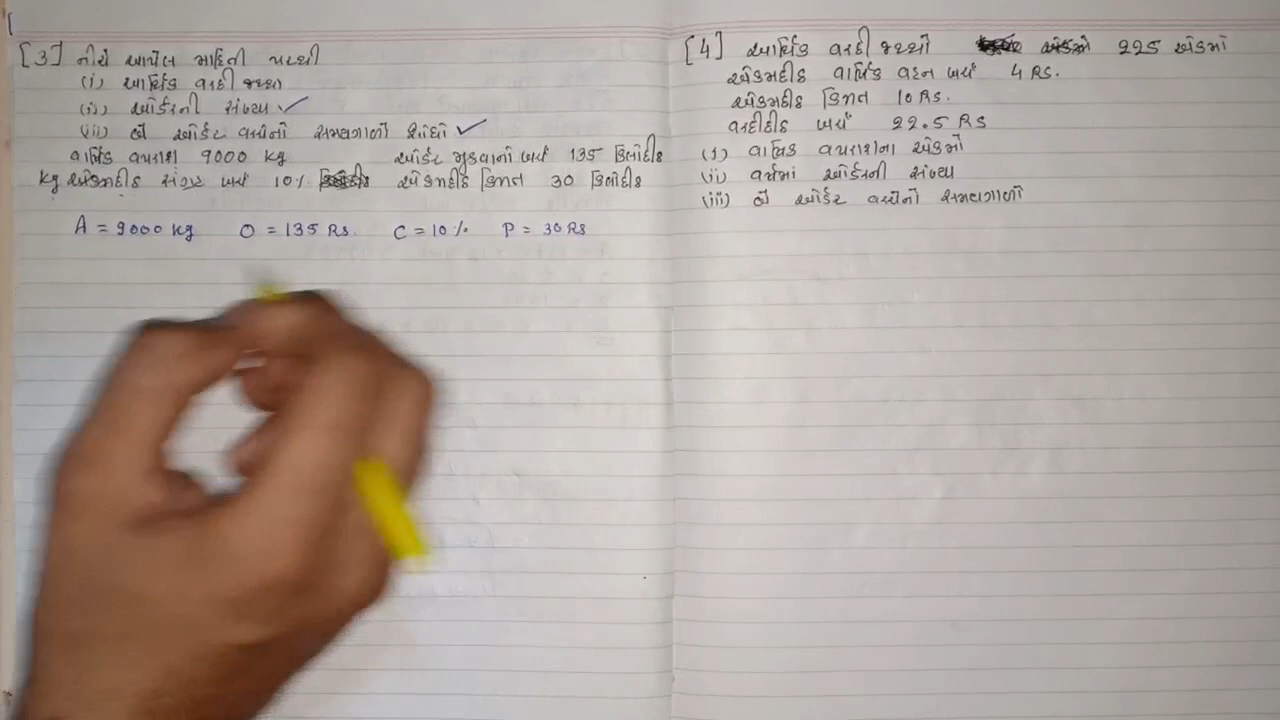 [3] નીચે આપેલ માહિતી પરથી
(i) આર્થિક વરદી જથ્થો
(ii) ઓર્ડરની સંખ્યા ✓
(iii) બે ઓર્ડર વચ્ચેનો સમયગાળો શોધો ✓
વાર્ષિક વપરાશ 9000 kg ઓર્ડર મુકવાનો ખર્ચ 135
kg એકમદીઠ સંગ્રહ ખર્ચ 10% એકમદીઠ કિંમત 30
A = 9000 kg O = 135 Rs. C = 10% P = 30 RS
[4] આર્થિક વરદી જથ્થો 225 એકમો
એકમદીઠ વાર્ષિક વહન ખર્ચ 4 RS.
એકમદીઠ કિંમત 10 RS.
વરદીદીઠ ખર્ચ 22.5 RS
(i) વાર્ષિક વપરાશના એકમો
(ii) વર્ષમાં ઓર્ડરની સંખ્યા
(iii) બે ઓર્ડર વચ્ચેનો સમયગાળો